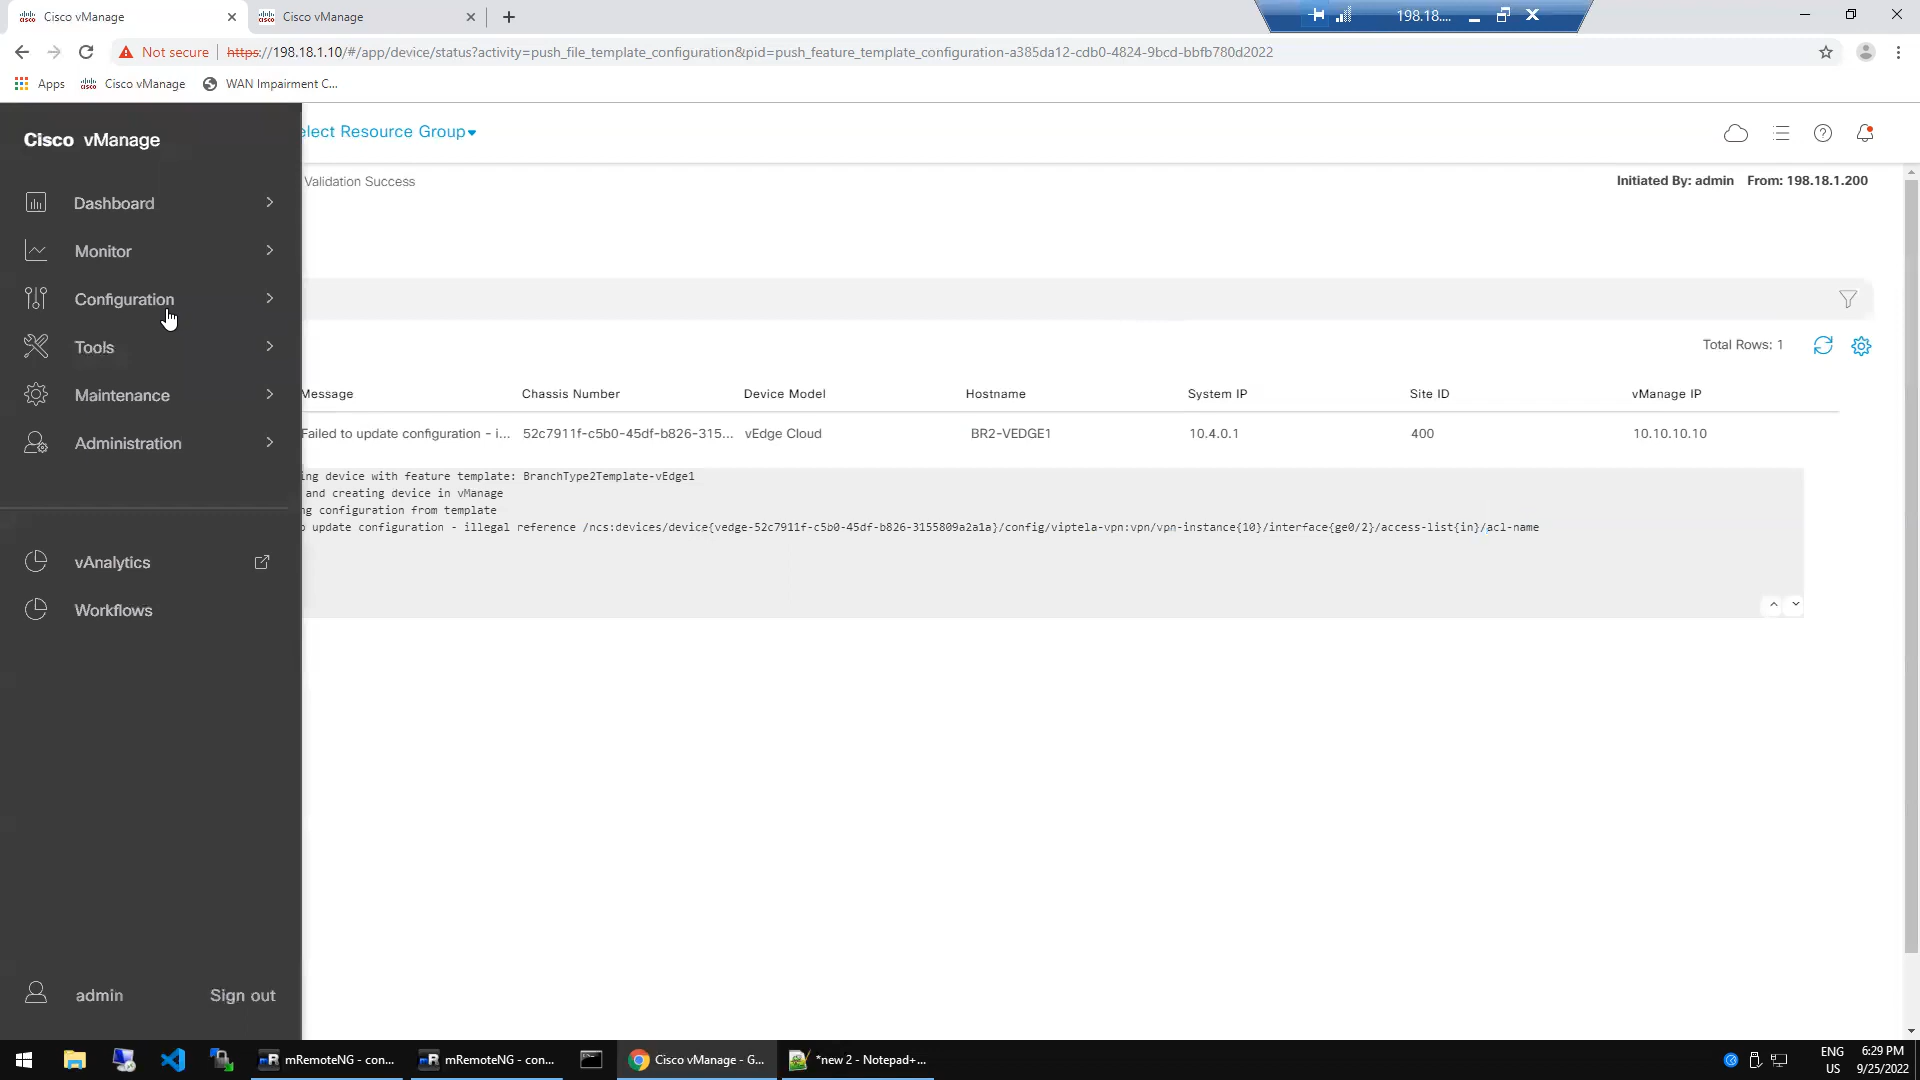 Cisco vManage
Cisco vManage
198.18....
Not secure
https://198.18.1.10/#/app/device/status?activity=push_file_template_configuration&pid=push_feature_template_configuration-a385da12-cdb0-4824-9bcd-bbfb780d2022
Apps
Cisco vManage
WAN Impairment C...
Cisco vManage
elect Resource Group
Validation Success
Initiated By: admin From: 198.18.1.200
Dashboard
Monitor
Configuration
Tools
Maintenance
Administration
vAnalytics
Workflows
admin
Sign out
Total Rows: 1
Message Chassis Number Device Model Hostname System IP Site ID vManage IP
Failed to update configuration - i... 52c7911f-c5b0-45df-b826-315... vEdge Cloud BR2-VEDGE1 10.4.0.1 400 10.10.10.10
ing device with feature template: BranchType2Template-vEdge1
and creating device in vManage
ng configuration from template
o update configuration - illegal reference /ncs:devices/device{vedge-52c7911f-c5b0-45df-b826-3155809a2a1a}/config/viptela-vpn:vpn/vpn-instance{10}/interface{ge0/2}/access-list{in}/acl-name
mRemoteNG - con...
mRemoteNG - con...
Cisco vManage - G...
*new 2 - Notepad+...
ENG
US
6:29 PM
9/25/2022